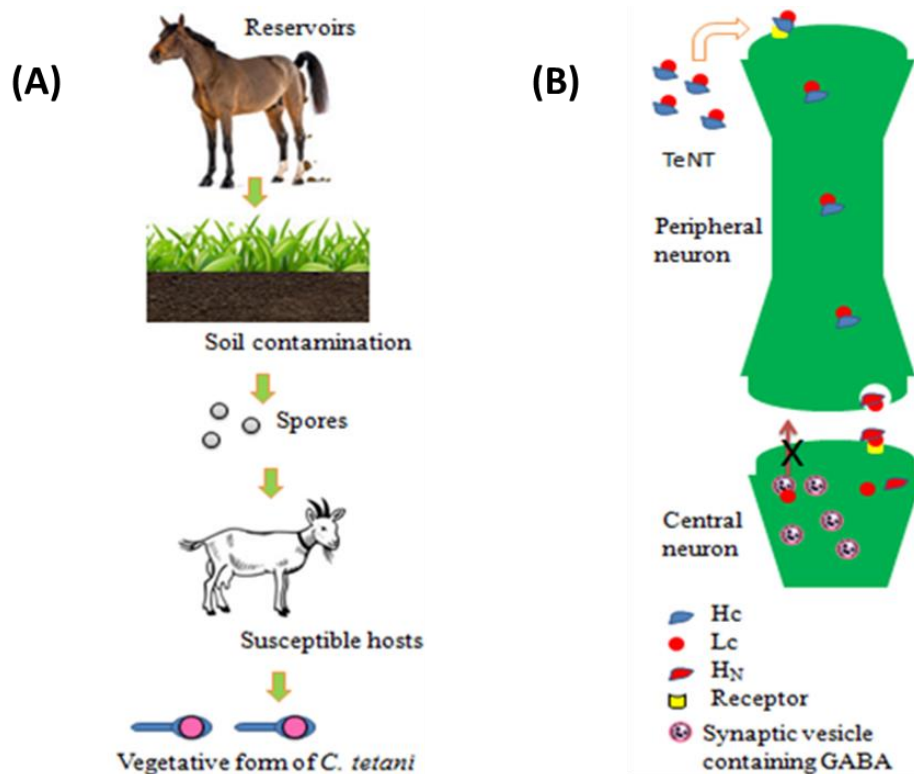 (A)
Reservoirs
Soil contamination
Spores
Susceptible hosts
Vegetative form of C. tetani
(B)
TeNT
Peripheral
neuron
X
Central
neuron
Hc
Lc
HN
Receptor
Synaptic vesicle
containing GABA